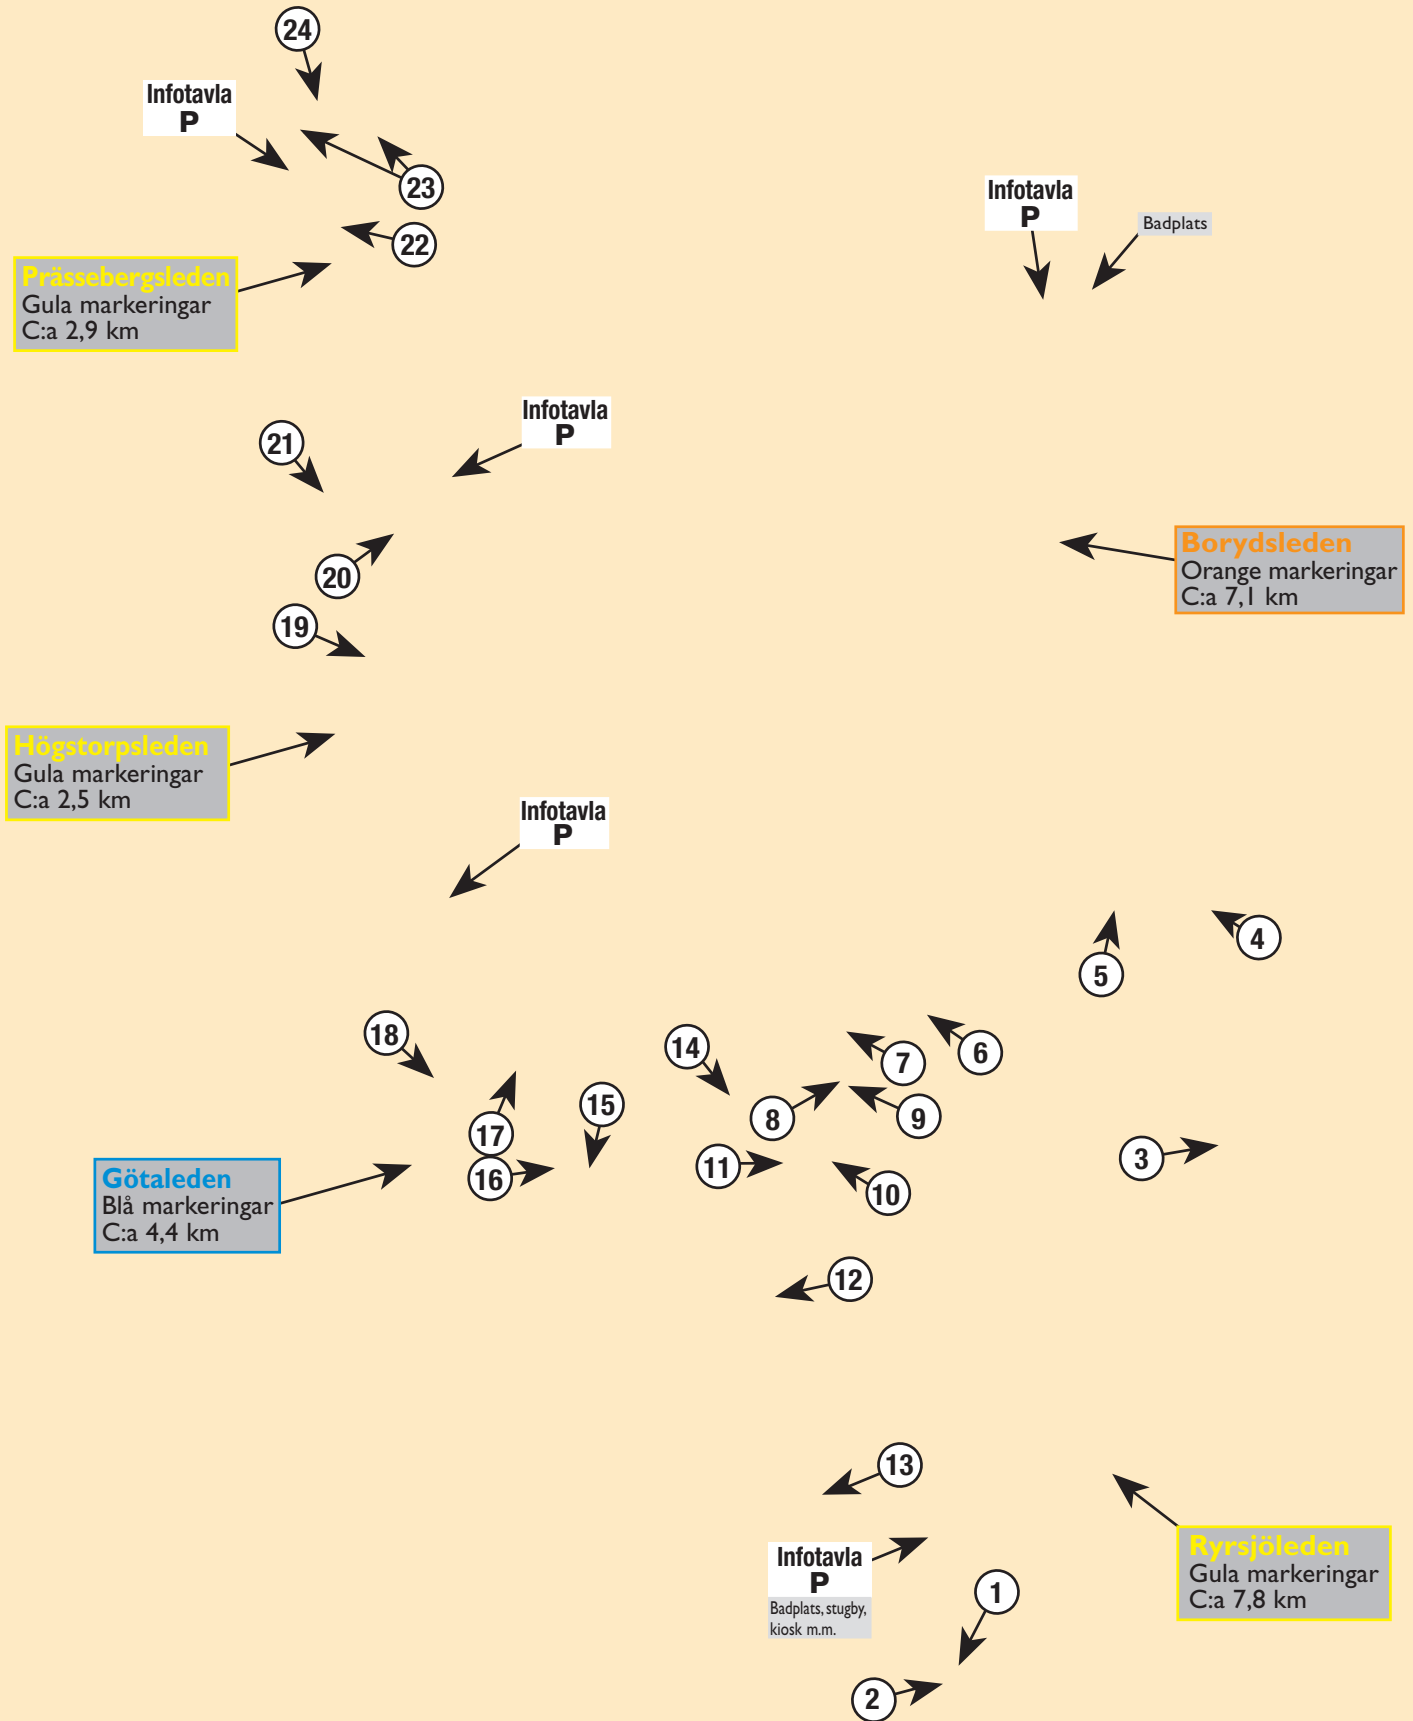 24
Infotavla
P
23
Infotavla
P
Badplats
22
Prässebergsleden
Gula markeringar
C:a 2,9 km
21
Infotavla
P
20
Borydsleden
Orange markeringar
C:a 7,1 km
19
Högstorpsleden
Gula markeringar
C:a 2,5 km
Infotavla
P
4
5
18
14
7
6
15
8
9
17
3
11
16
10
Götaleden
Blå markeringar
C:a 4,4 km
12
13
Infotavla
P
Badplats, stugby,
kiosk m.m.
Ryrsjöleden
Gula markeringar
C:a 7,8 km
1
2